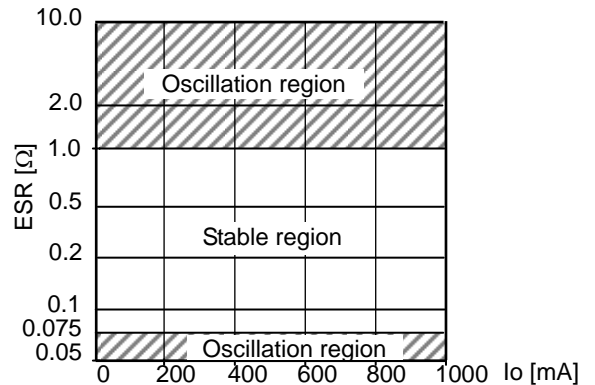 10.0
Oscillation region
2.0
1.0
ESR [Ω]
0.5
Stable region
0.2
0.1
0.075
Oscillation region
0.05
0 200 400 600 800 1000 Io [mA]